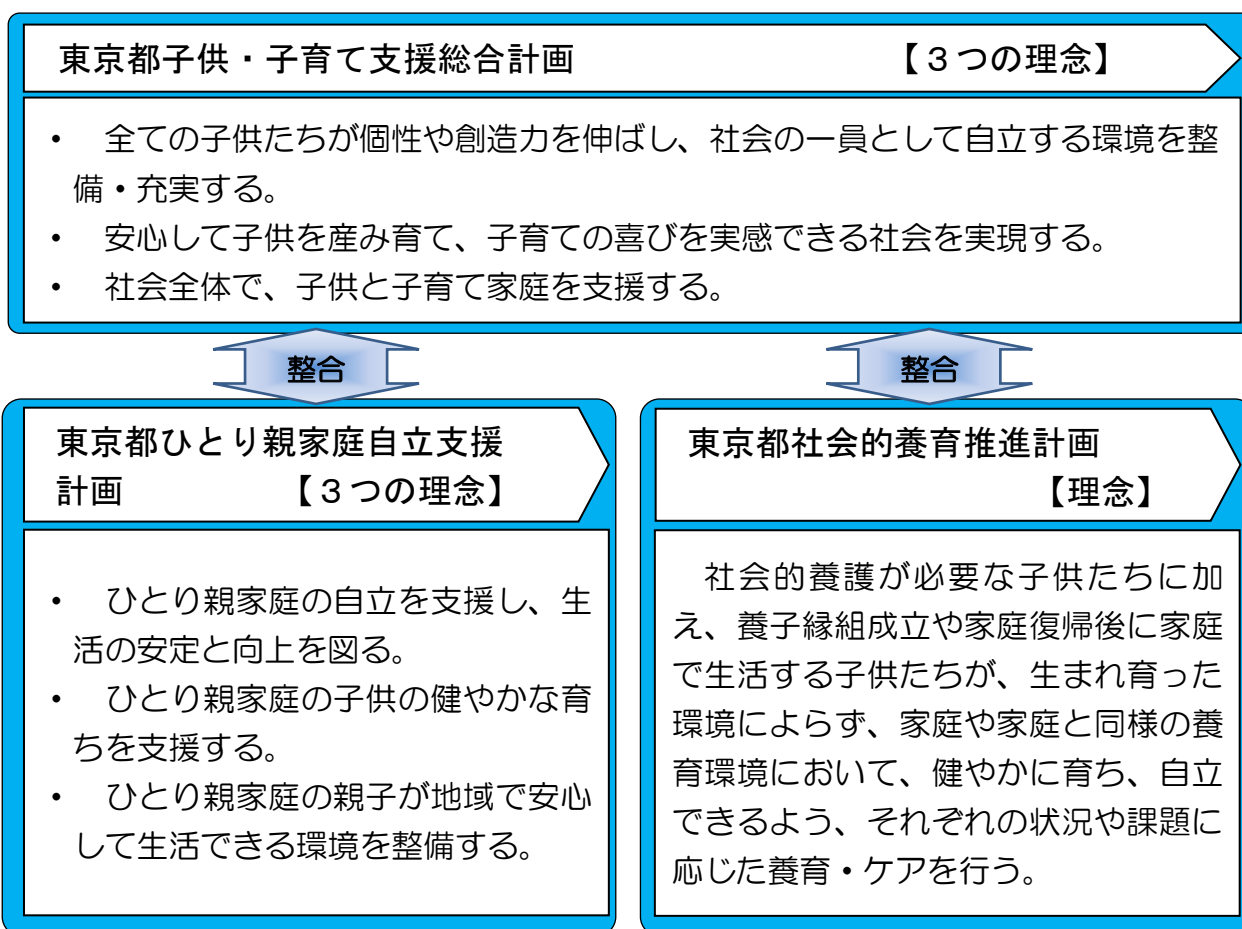 東京都子供・子育て支援総合計画 【３つの理念】
・ 全ての子供たちが個性や創造力を伸ばし、社会の一員として自立する環境を整
備・充実する。
・ 安心して子供を産み育て、子育ての喜びを実感できる社会を実現する。
・ 社会全体で、子供と子育て家庭を支援する。
整合
整合
東京都ひとり親家庭自立支援
計画 【３つの理念】
・ ひとり親家庭の自立を支援し、生
活の安定と向上を図る。
・ ひとり親家庭の子供の健やかな育
ちを支援する。
・ ひとり親家庭の親子が地域で安心
して生活できる環境を整備する。
東京都社会的養育推進計画
【理念】
社会的養護が必要な子供たちに加
え、養子縁組成立や家庭復帰後に家庭
で生活する子供たちが、生まれ育った
環境によらず、家庭や家庭と同様の養
育環境において、健やかに育ち、自立
できるよう、それぞれの状況や課題に
応じた養育・ケアを行う。